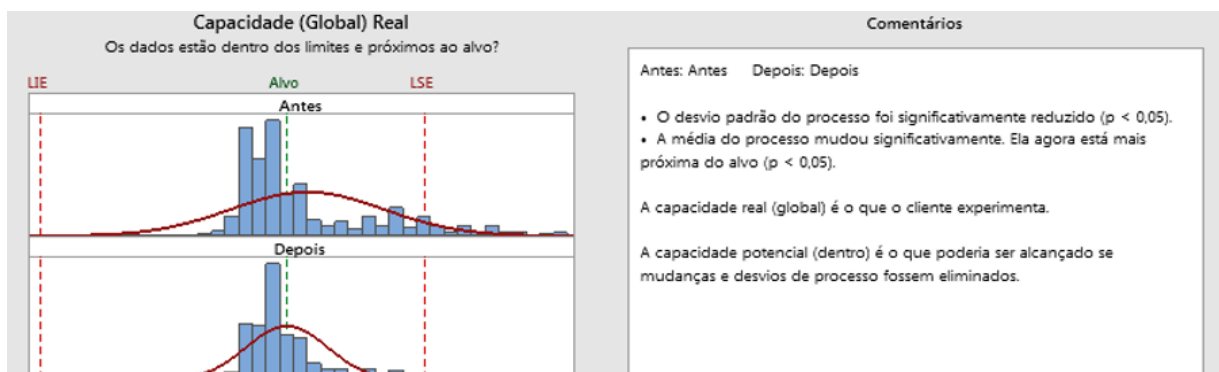 Capacidade (Global) Real
Os dados estão dentro dos limites e próximos ao alvo?
LIE
Alvo
LSE
Antes
Depois
Comentários
Antes: Antes Depois: Depois
• O desvio padrão do processo foi significativamente reduzido (p < 0,05).
• A média do processo mudou significativamente. Ela agora está mais
próxima do alvo (p < 0,05).
A capacidade real (global) é o que o cliente experimenta.
A capacidade potencial (dentro) é o que poderia ser alcançado se
mudanças e desvios de processo fossem eliminados.